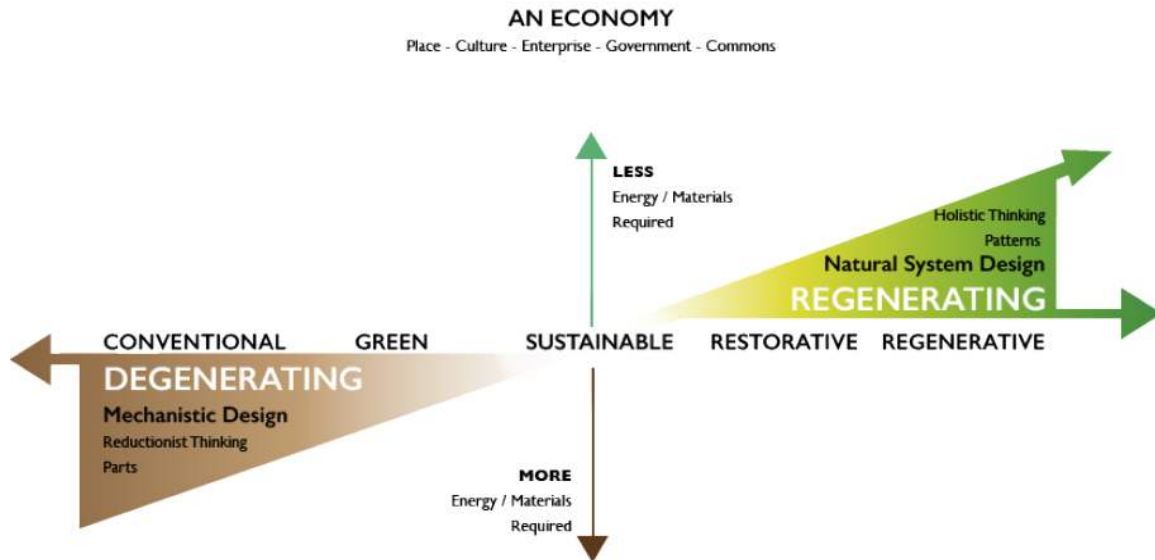 AN ECONOMY
Place - Culture - Enterprise - Government - Commons
LESS
Energy / Materials
Required
Holistic Thinking
Patterns
Natural System Design
REGENERATING
CONVENTIONAL GREEN SUSTAINABLE RESTORATIVE REGENERATIVE
DEGENERATING
Mechanistic Design
Reductionist Thinking
Parts
MORE
Energy / Materials
Required